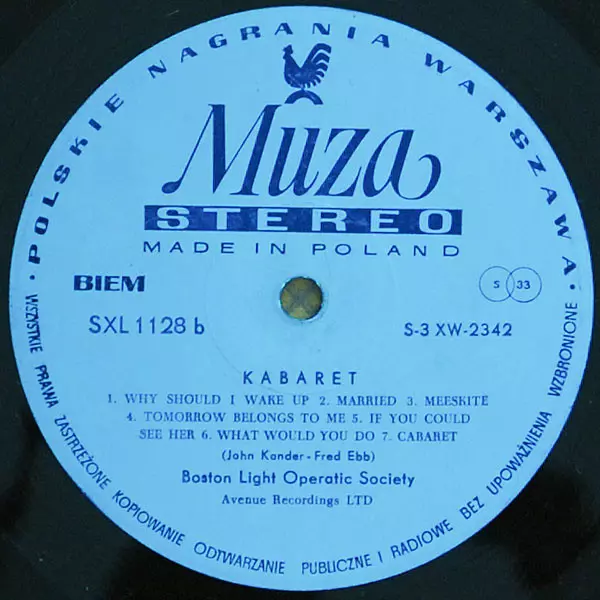 POLSKIE NAGRANIA WARSZAWA
Muza
STEREO
MADE IN POLAND
BIEM
S 33
SXL 1128 b
S-3 XW-2342
KABARET
1. WHY SHOULD I WAKE UP 2. MARRIED 3. MEESKITE
4. TOMORROW BELONGS TO ME 5. IF YOU COULD
SEE HER 6. WHAT WOULD YOU DO 7. CABARET
(John Kander - Fred Ebb)
Boston Light Operatic Society
Avenue Recordings LTD
WSZYSTKIE PRAWA ZASTRZEŻONE KOPIOWANIE ODTWARZANIE PUBLICZNE I RADIOWE BEZ UPOWAŻNIENIA WZBRONIONE